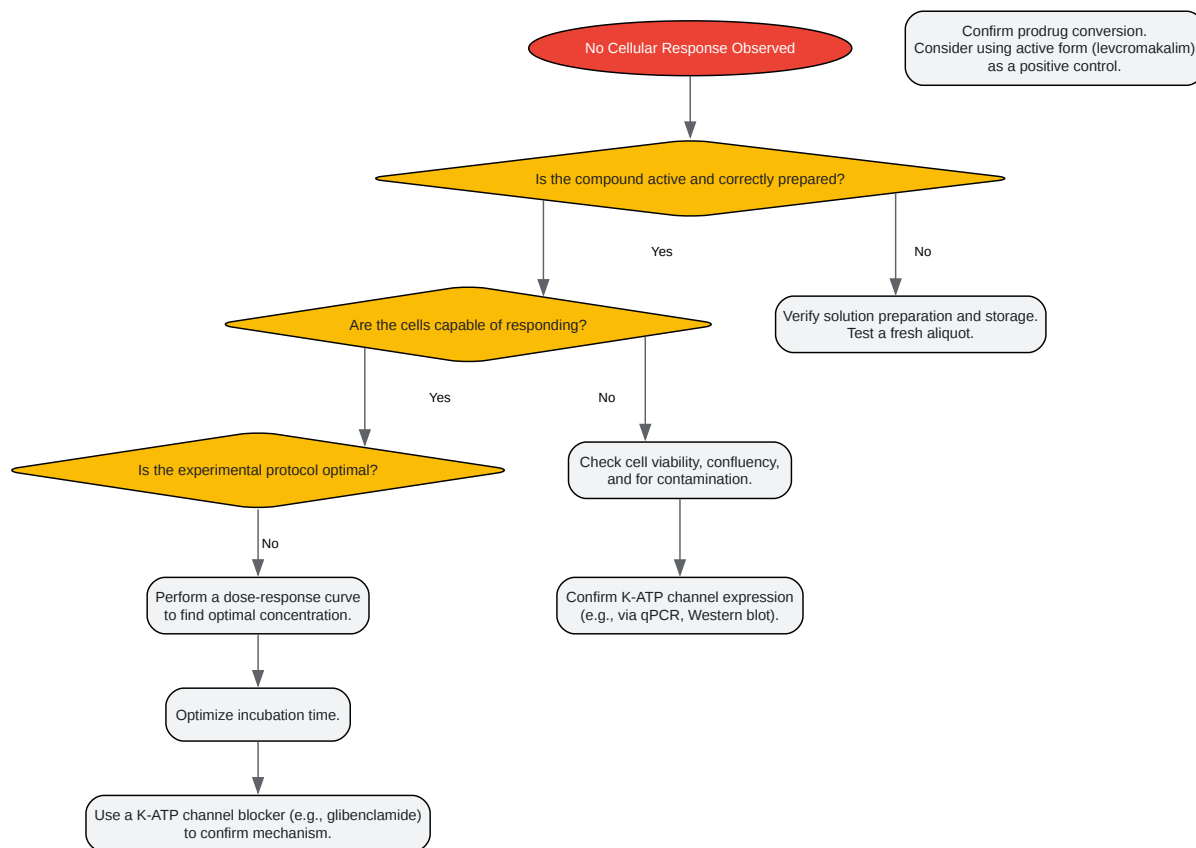 No Cellular Response Observed
Confirm prodrug conversion.
Consider using active form (levcromakalim)
as a positive control.
Is the compound active and correctly prepared?
Yes
No
Are the cells capable of responding?
Verify solution preparation and storage.
Test a fresh aliquot.
Yes
No
Is the experimental protocol optimal?
Check cell viability, confluency,
and for contamination.
No
Perform a dose-response curve
to find optimal concentration.
Confirm K-ATP channel expression
(e.g., via qPCR, Western blot).
Optimize incubation time.
Use a K-ATP channel blocker (e.g., glibenclamide)
to confirm mechanism.